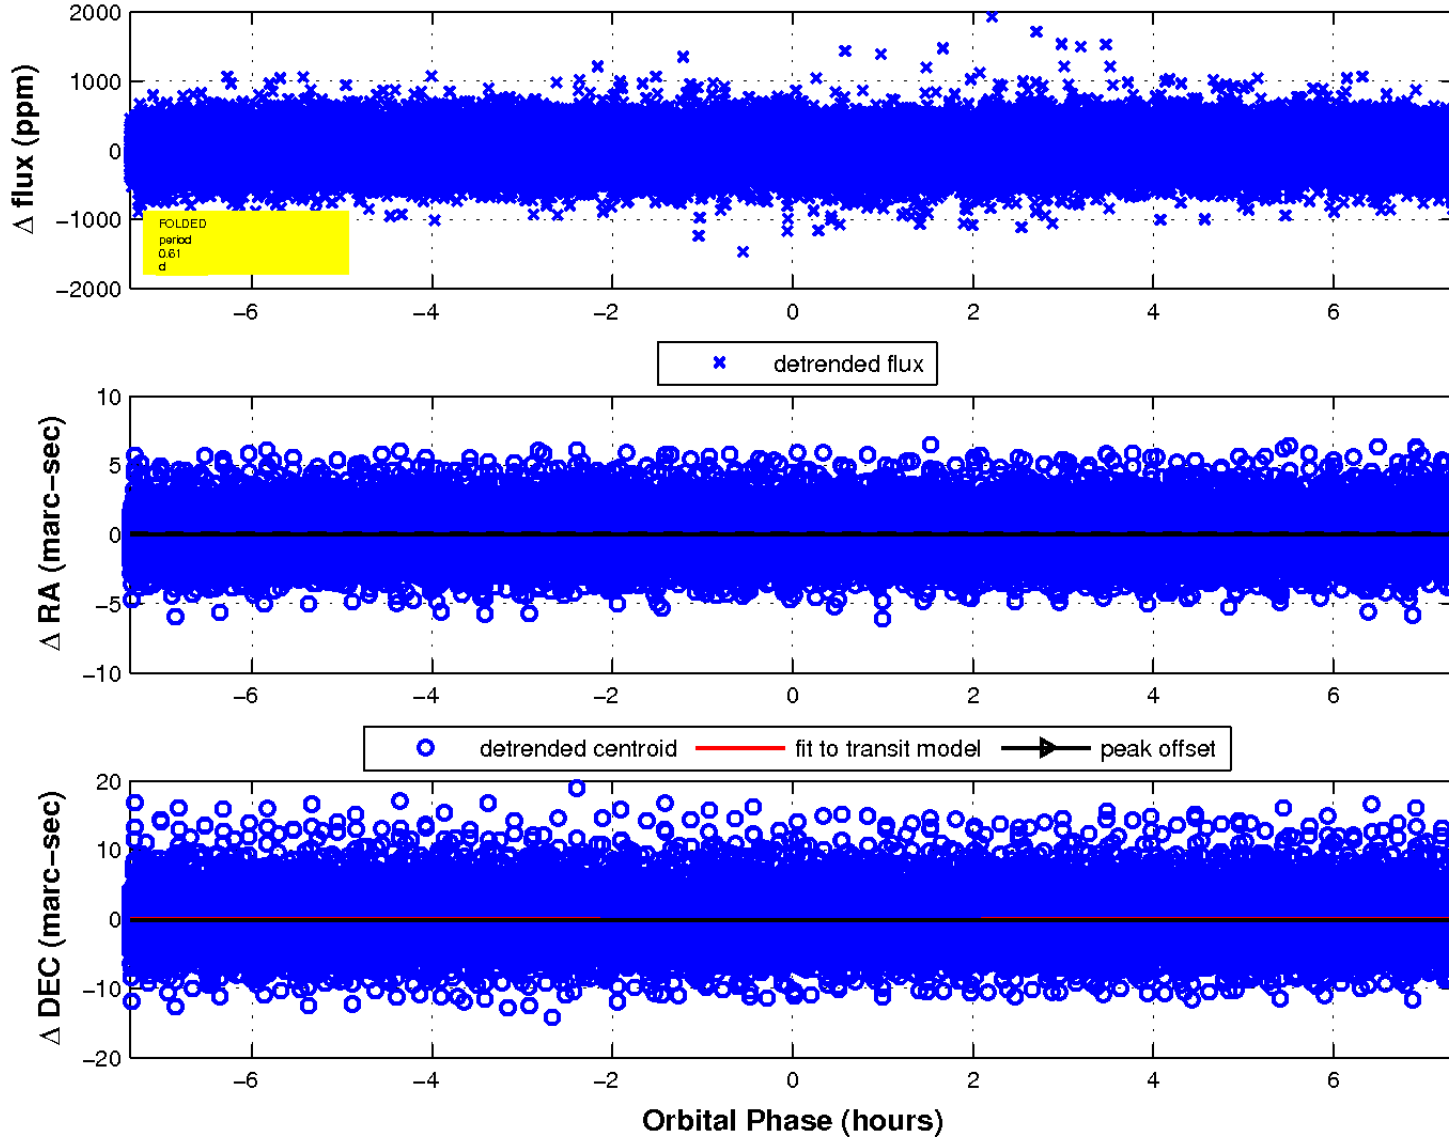 2000
1000
0
−1000
−2000
Δ flux (ppm)
FOLDED
period
0.61
d
−6 −4 −2 0 2 4 6
detrended flux
10
5
0
−5
−10
Δ RA (marc−sec)
−6 −4 −2 0 2 4 6
detrended centroid fit to transit model peak offset
20
10
0
−10
−20
Δ DEC (marc−sec)
−6 −4 −2 0 2 4 6
Orbital Phase (hours)